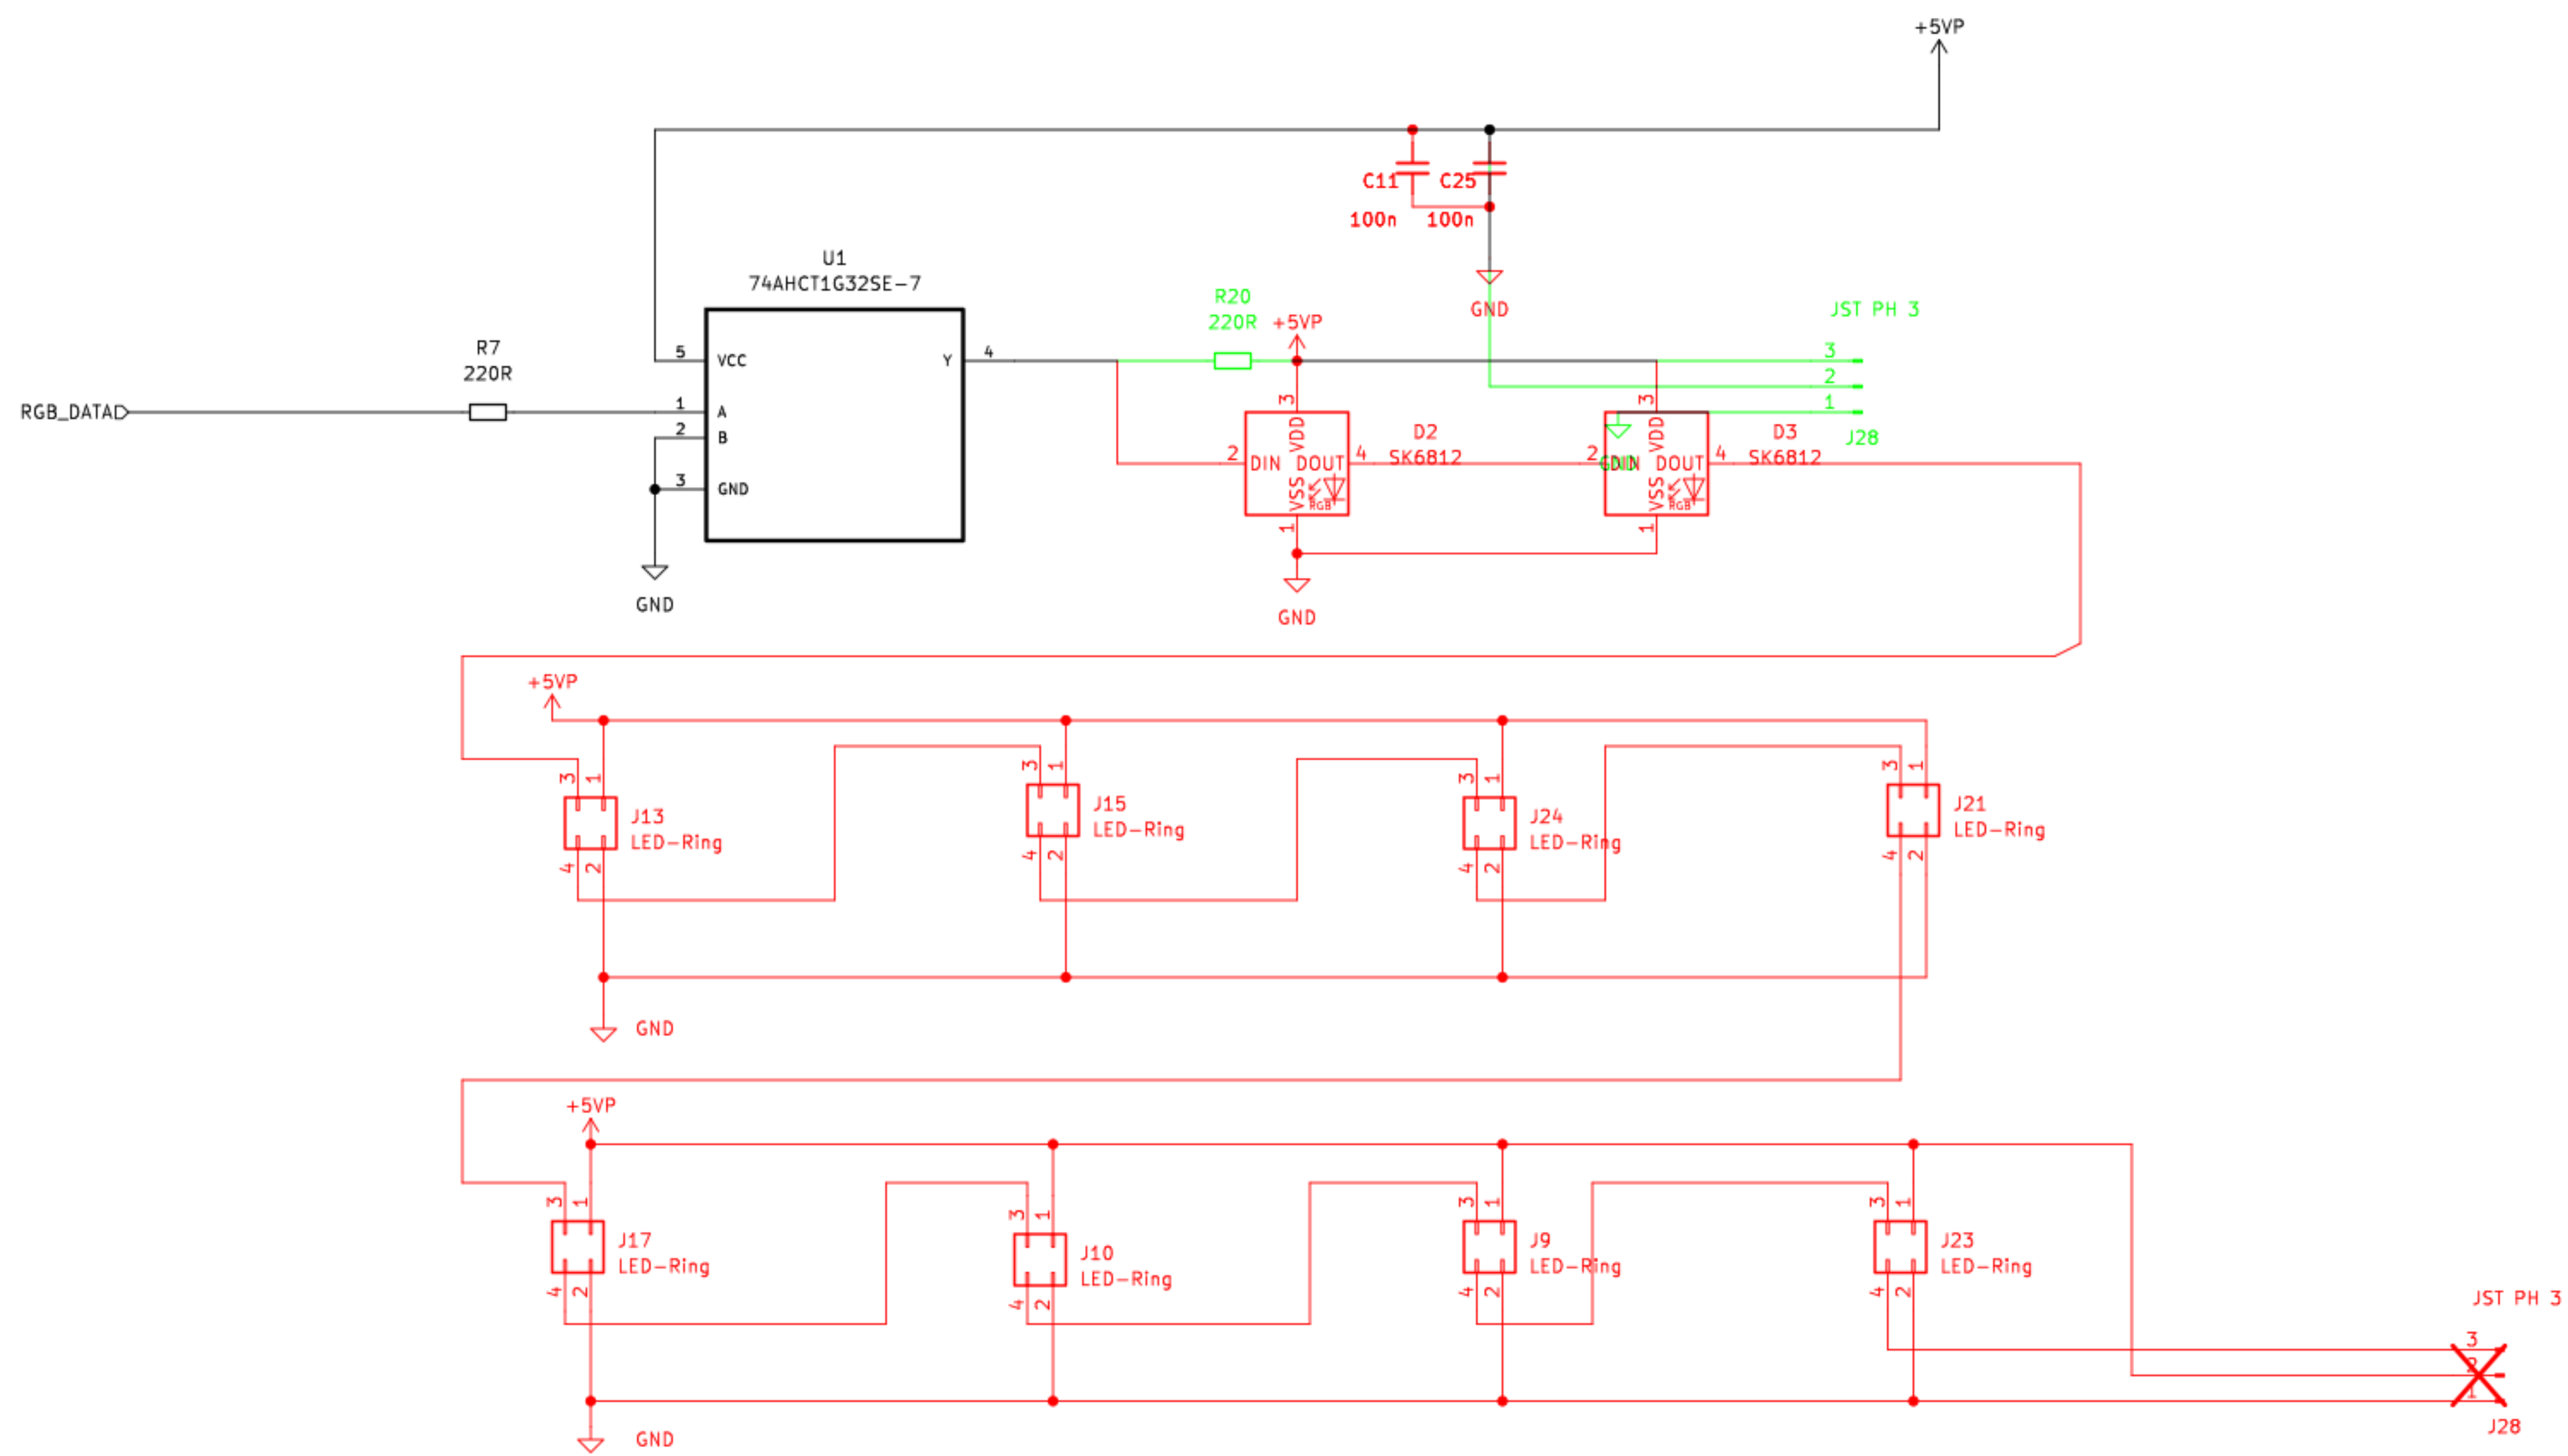 +5VP
C11
C25
100n
100n
GND
U1
74AHCT1G32SE-7
R7
220R
RGB_DATA
5
VCC
1
A
2
B
3
GND
Y
4
GND
R20
220R
+5VP
JST PH 3
3
2
1
J28
3
VDD
2
DIN
DOUT
4
VSS
RGB
1
D2
SK6812
GND
3
VDD
2
DIN
GND
DOUT
4
VSS
RGB
1
D3
SK6812
+5VP
3
1
J13
LED-Ring
4
2
3
1
J15
LED-Ring
4
2
3
1
J24
LED-Ring
4
2
3
1
J21
LED-Ring
4
2
GND
+5VP
3
1
J17
LED-Ring
4
2
3
1
J10
LED-Ring
4
2
3
1
J9
LED-Ring
4
2
3
1
J23
LED-Ring
4
2
JST PH 3
3
2
1
J28
GND